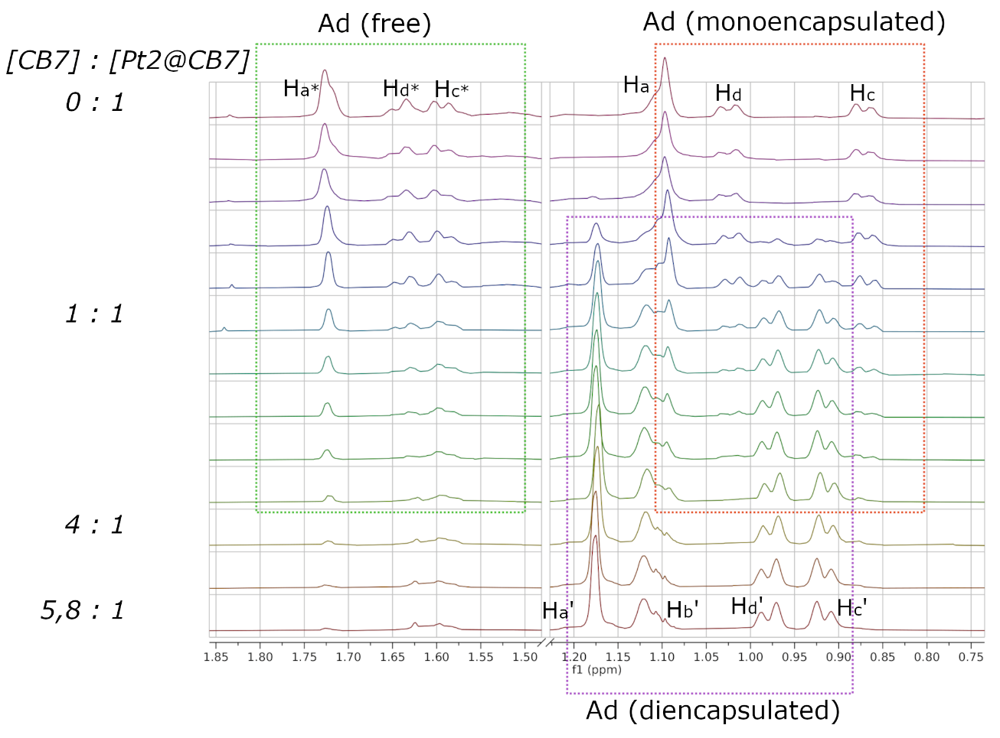 Ad (free)
Ad (monoencapsulated)
[CB7] : [Pt2@CB7]
0 : 1
Ha*
Hd*
Hc*
Ha
Hd
Hc
1 : 1
4 : 1
5,8 : 1
Ha'
Hb'
Hd'
Hc'
1.85 1.80 1.75 1.70 1.65 1.60 1.55 1.50 1.20 1.15 1.10 1.05 1.00 0.95 0.90 0.85 0.80 0.75
f1 (ppm)
Ad (diencapsulated)